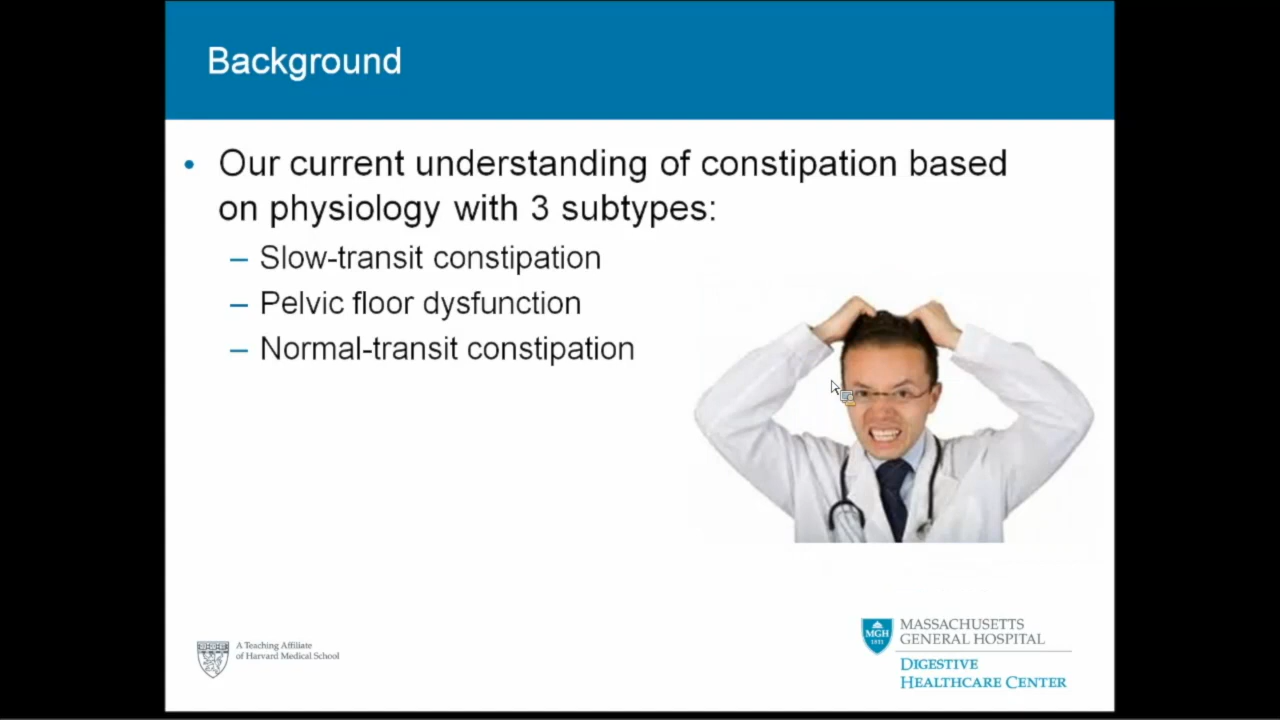 Background
• Our current understanding of constipation based
on physiology with 3 subtypes:
– Slow-transit constipation
– Pelvic floor dysfunction
– Normal-transit constipation
A Teaching Affiliate
of Harvard Medical School
MGH
1811
MASSACHUSETTS
GENERAL HOSPITAL
DIGESTIVE
HEALTHCARE CENTER